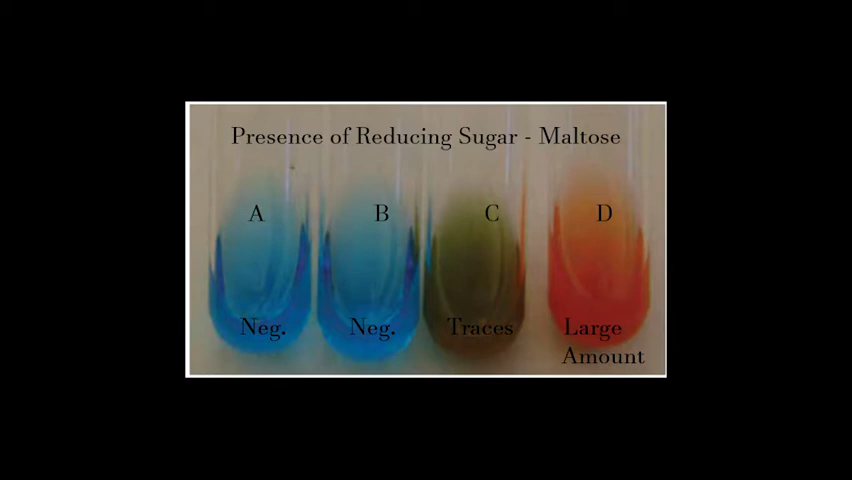 Presence of Reducing Sugar - Maltose
A B C D
Neg. Neg. Traces Large
Amount